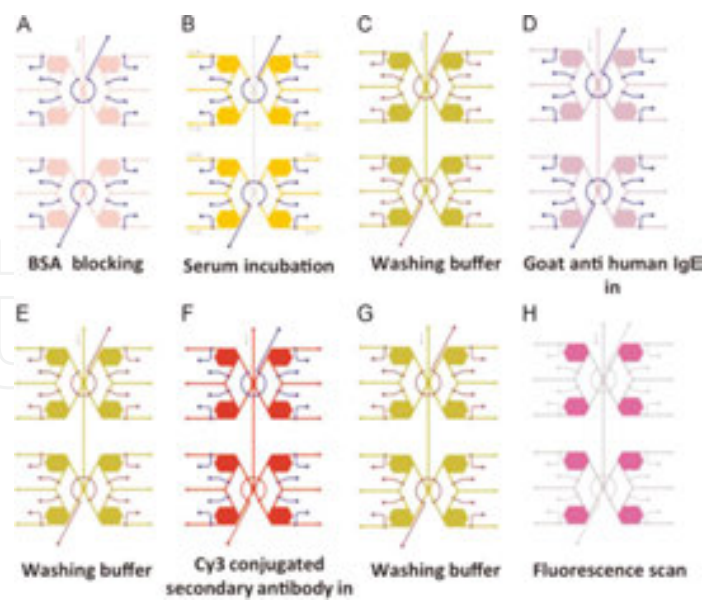 A
B
C
D
BSA blocking
Serum incubation
Washing buffer
Goat anti human IgE
in
E
F
G
H
Washing buffer
Cy3 conjugated
secondary antibody in
Washing buffer
Fluorescence scan